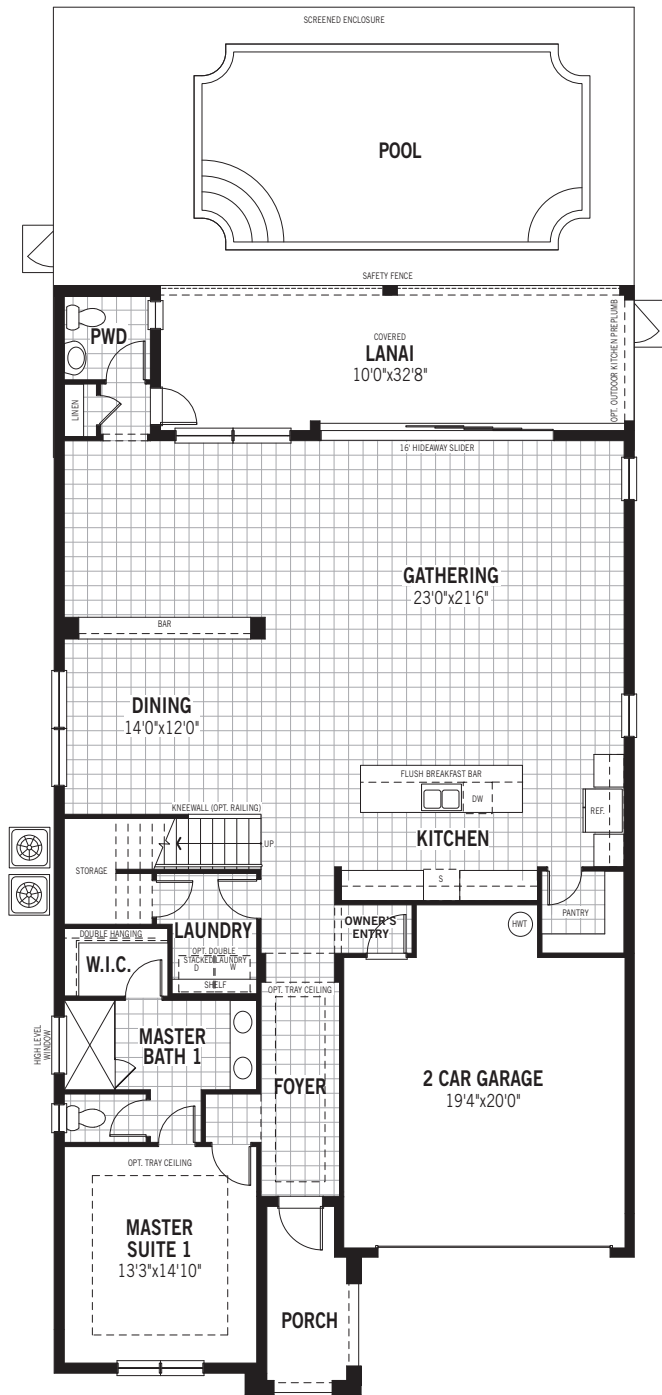 SCREENED ENCLOSURE
POOL
SAFETY FENCE
PWD
COVERED
LANAI
10'0"x32'8"
OPT. OUTDOOR KITCHEN PREPLUMB
LINEN
16' HIDEAWAY SLIDER
GATHERING
23'0"x21'6"
BAR
DINING
14'0"x12'0"
FLUSH BREAKFAST BAR
DW
REF.
KNEEWALL (OPT. RAILING)
UP
KITCHEN
STORAGE
S
PANTRY
LAUNDRY
OPT. DOUBLE
STACKED LAUNDRY
D W
SHELF
OWNER'S
ENTRY
HWT
DOUBLE HANGING
W.I.C.
OPT. TRAY CEILING
HIGH LEVEL
WINDOW
MASTER
BATH 1
FOYER
2 CAR GARAGE
19'4"x20'0"
OPT. TRAY CEILING
MASTER
SUITE 1
13'3"x14'10"
PORCH